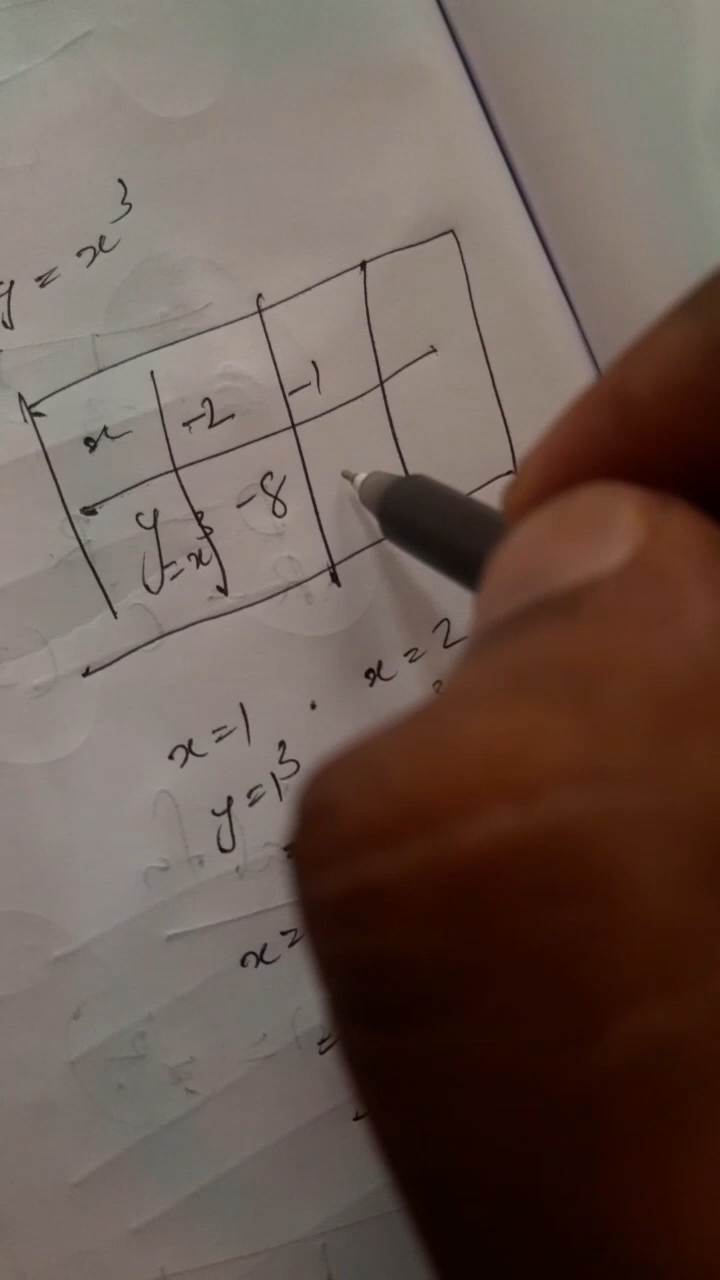 y = x³
x -2 -1
y = x³ -8
x = 1 . x = 2
y = 1³
x =
=